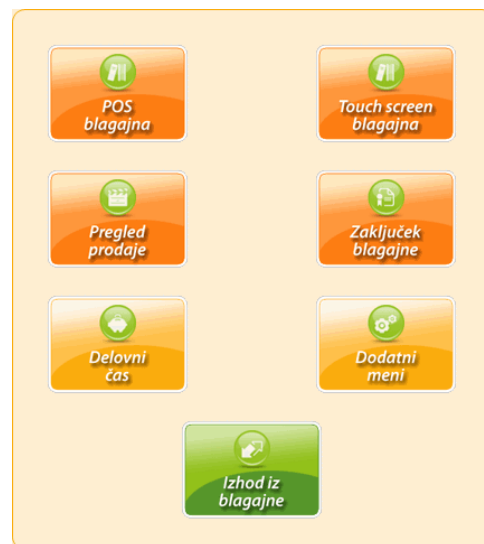 POS
blagajna
Touch screen
blagajna
Pregled
prodaje
Zaključek
blagajne
Delovni
čas
Dodatni
meni
Izhod iz
blagajne